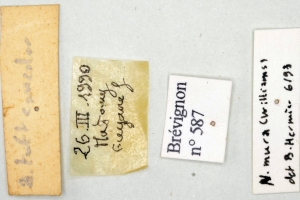 26.III.1990
Matoury
Guyane f
Brévignon
n° 587
N. mura (Williams)
det B. Hermier 6/93